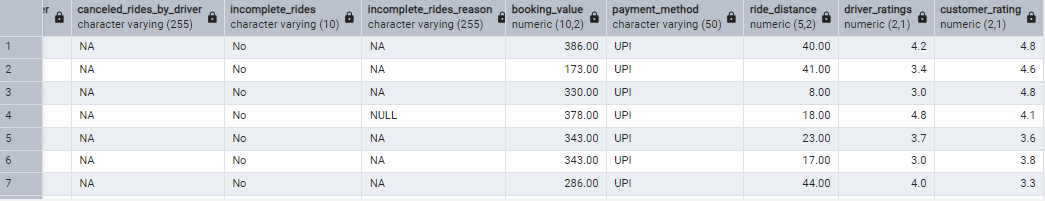 er canceled_rides_by_driver incomplete_rides incomplete_rides_reason booking_value payment_method ride_distance driver_ratings customer_rating
character varying (255) character varying (10) character varying (255) numeric (10,2) character varying (50) numeric (5,2) numeric (2,1) numeric (2,1)
1 NA No NA 386.00 UPI 40.00 4.2 4.8
2 NA No NA 173.00 UPI 41.00 3.4 4.6
3 NA No NA 330.00 UPI 8.00 3.0 4.8
4 NA No NULL 378.00 UPI 18.00 4.8 4.1
5 NA No NA 343.00 UPI 23.00 3.7 3.6
6 NA No NA 343.00 UPI 17.00 3.0 3.8
7 NA No NA 286.00 UPI 44.00 4.0 3.3